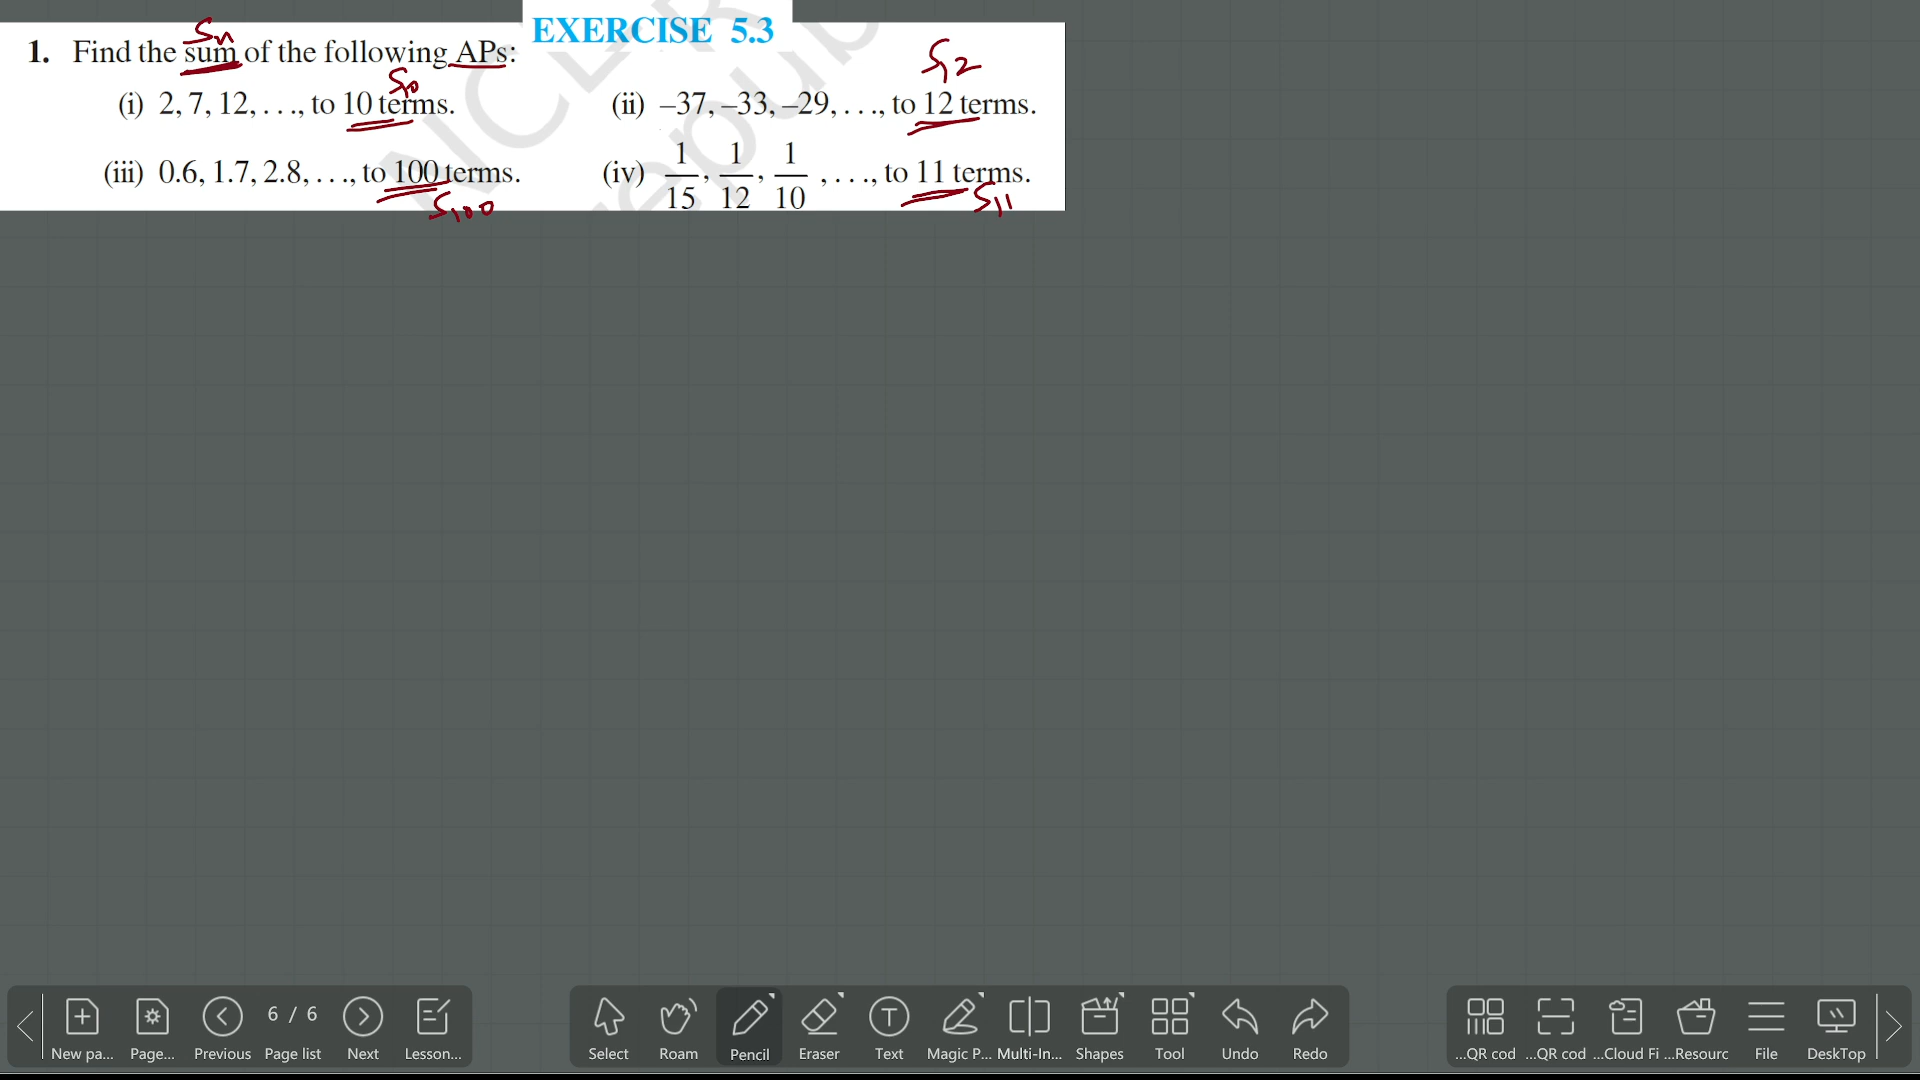 EXERCISE 5.3
Sn
1. Find the sum of the following APs:
S10 S12
(i) 2, 7, 12, . . ., to 10 terms. (ii) –37, –33, –29, . . ., to 12 terms.
(iii) 0.6, 1.7, 2.8, . . ., to 100 terms. (iv) 1/15, 1/12, 1/10, . . ., to 11 terms.
S100 S11
New pa... Page... Previous 6 / 6 Page list Next Lesson... Select Roam Pencil Eraser Text Magic P... Multi-In... Shapes Tool Undo Redo ...QR cod ...QR cod ...Cloud Fi ...Resourc File DeskTop